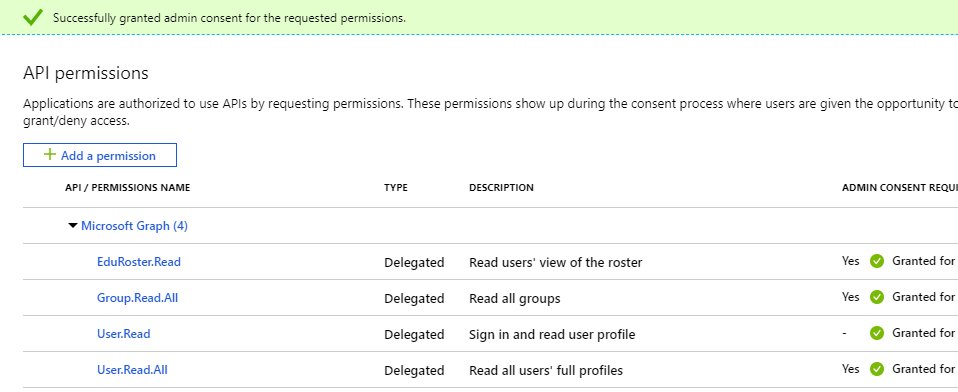 Successfully granted admin consent for the requested permissions.
API permissions
Applications are authorized to use APIs by requesting permissions. These permissions show up during the consent process where users are given the opportunity to
grant/deny access.
+ Add a permission
API / PERMISSIONS NAME TYPE DESCRIPTION ADMIN CONSENT REQUI
Microsoft Graph (4)
EduRoster.Read Delegated Read users' view of the roster Yes Granted for
Group.Read.All Delegated Read all groups Yes Granted for
User.Read Delegated Sign in and read user profile - Granted for
User.Read.All Delegated Read all users' full profiles Yes Granted for